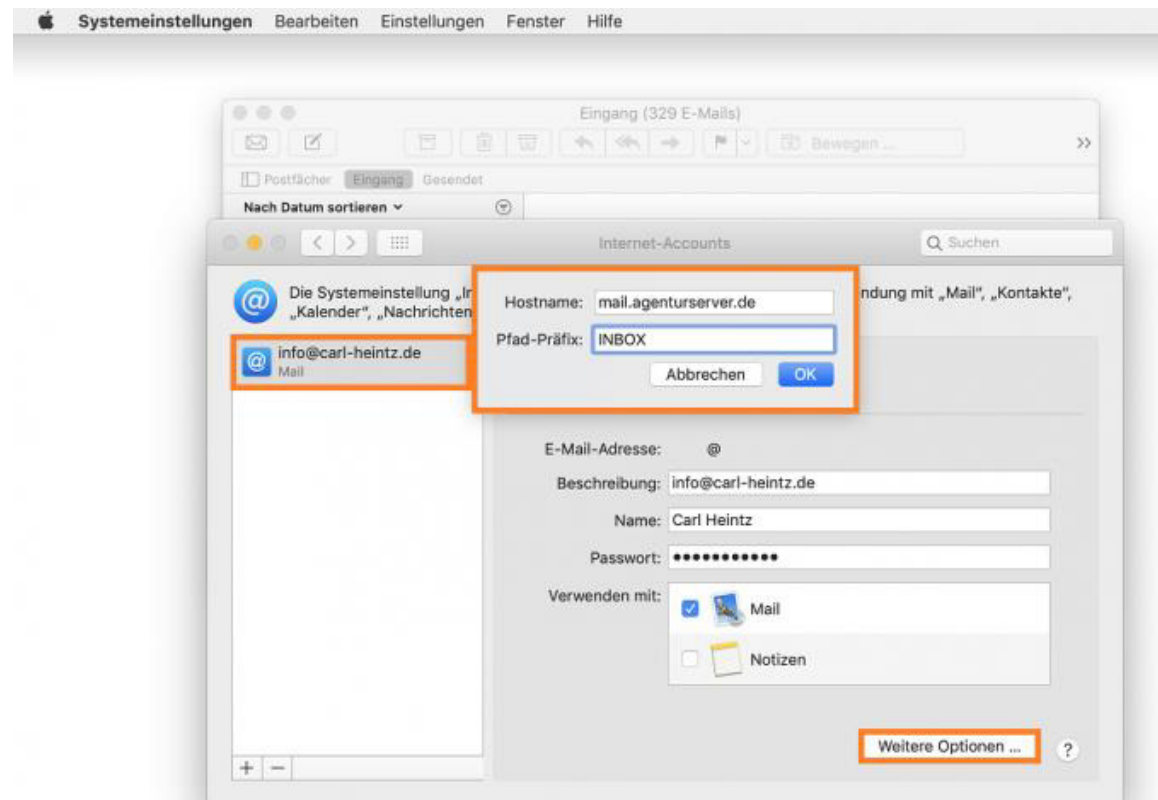 Systemeinstellungen Bearbeiten Einstellungen Fenster Hilfe
Eingang (329 E-Mails)
Bewegen ...
Postfächer Eingang Gesendet
Nach Datum sortieren
Internet-Accounts
Suchen
Die Systemeinstellung „In
ndung mit „Mail", „Kontakte",
„Kalender", „Nachrichten
Hostname: mail.agenturserver.de
Pfad-Präfix: INBOX
Abbrechen OK
info@carl-heintz.de
Mail
E-Mail-Adresse: @
Beschreibung: info@carl-heintz.de
Name: Carl Heintz
Passwort: •••••••••••
Verwenden mit:
Mail
Notizen
Weitere Optionen ... ?
+ −